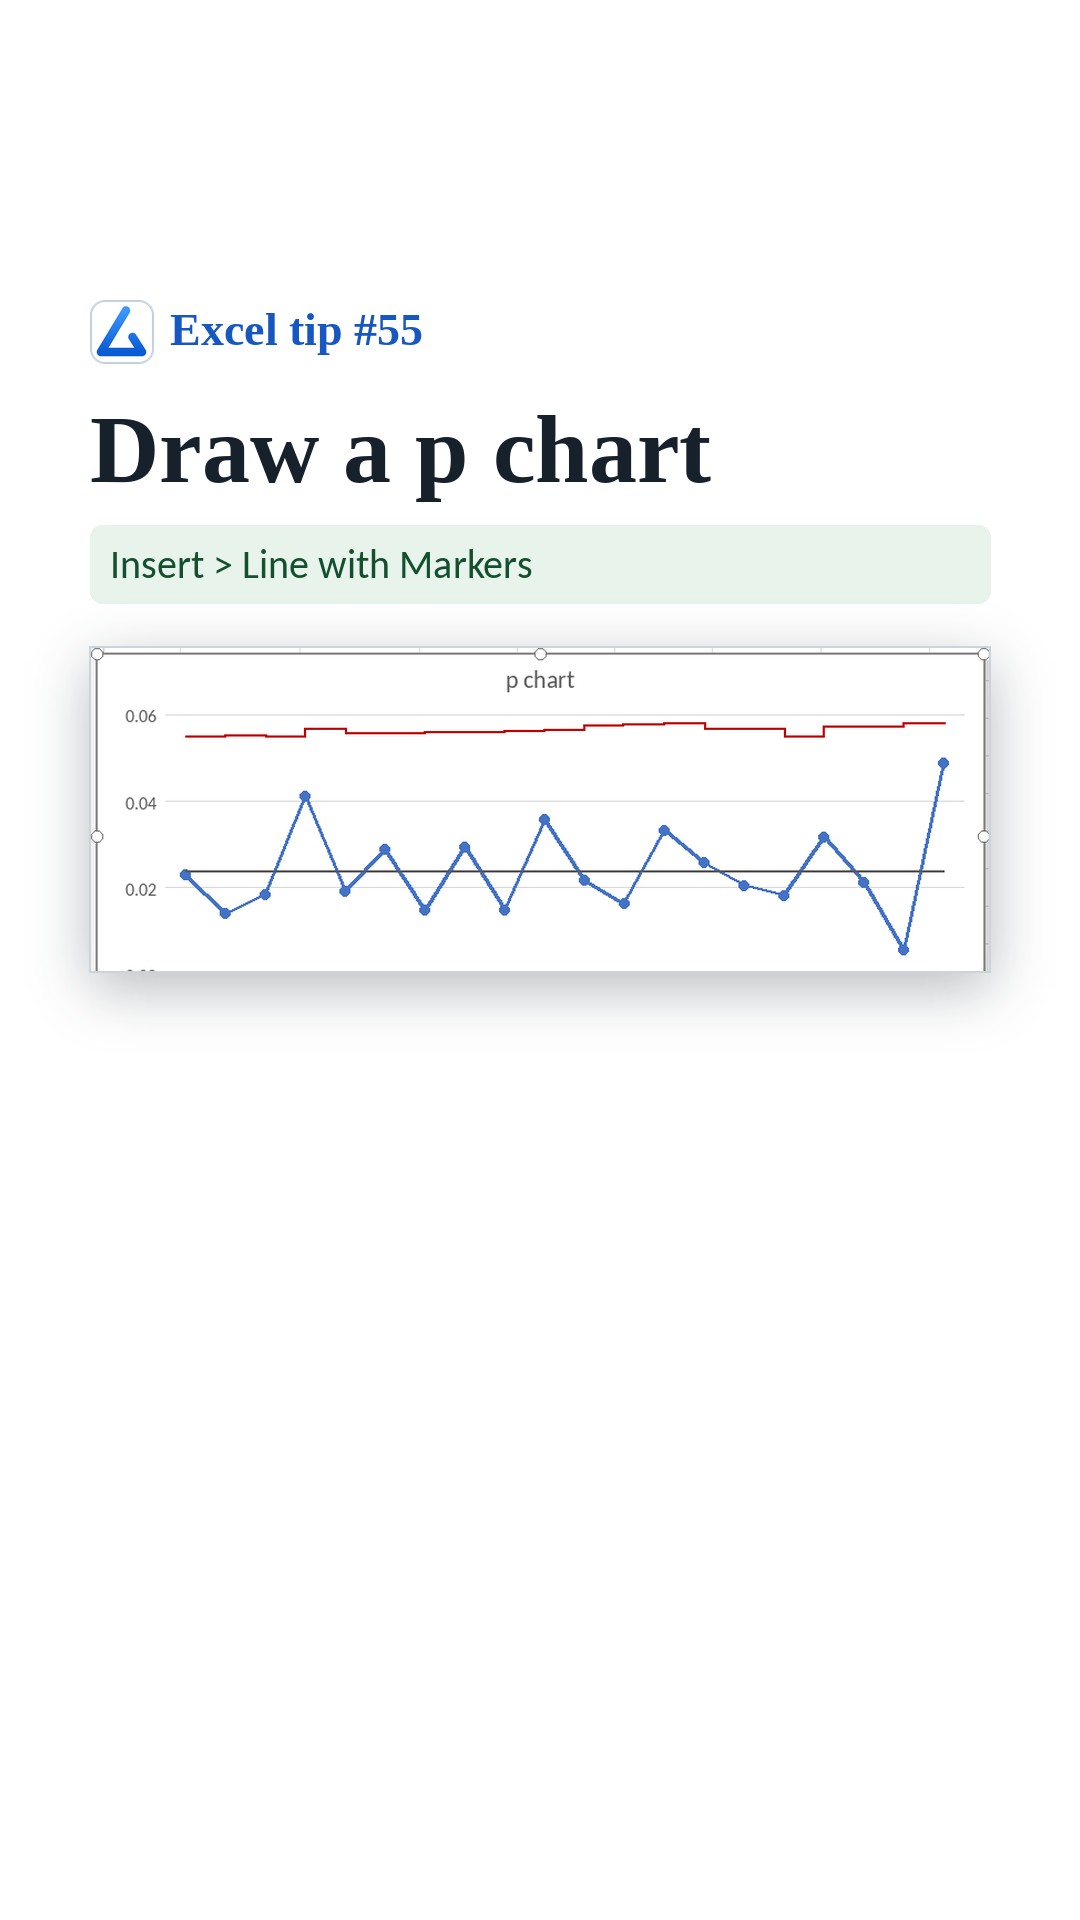 Excel tip #55
Draw a p chart
Insert > Line with Markers
p chart
0.06
0.04
0.02